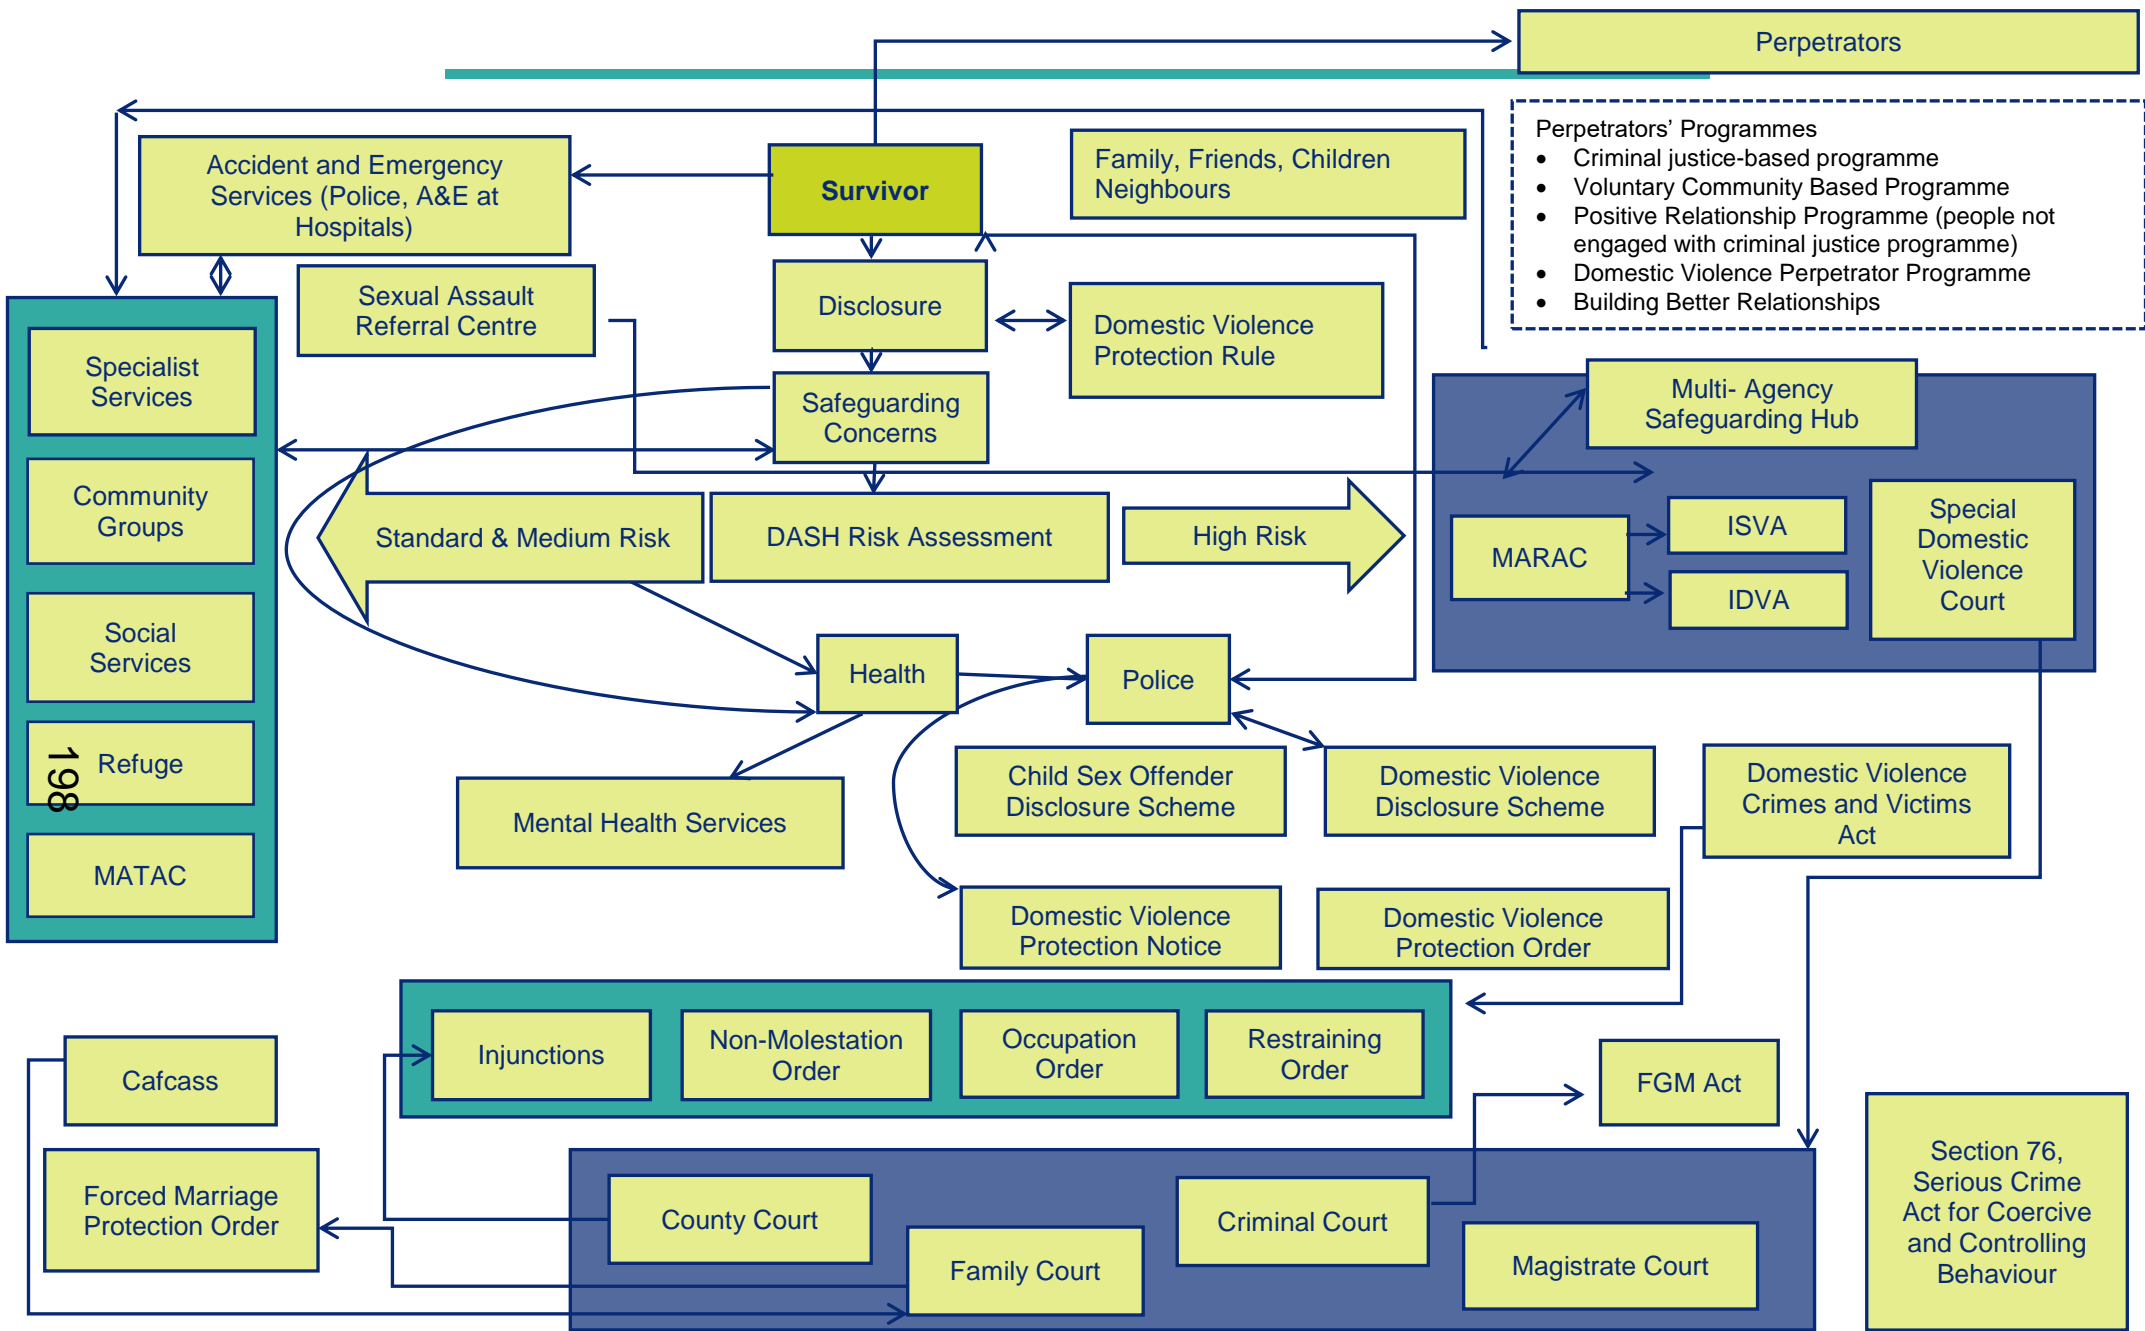 Perpetrators
Perpetrators’ Programmes
• Criminal justice-based programme
• Voluntary Community Based Programme
• Positive Relationship Programme (people not
engaged with criminal justice programme)
• Domestic Violence Perpetrator Programme
• Building Better Relationships
Accident and Emergency
Services (Police, A&E at
Hospitals)
Survivor
Family, Friends, Children
Neighbours
Sexual Assault
Referral Centre
Disclosure
Domestic Violence
Protection Rule
Specialist
Services
Safeguarding
Concerns
Multi- Agency
Safeguarding Hub
Community
Groups
Standard & Medium Risk
DASH Risk Assessment
High Risk
MARAC
ISVA
IDVA
Special
Domestic
Violence
Court
Social
Services
Health
Police
Refuge
198
MATAC
Mental Health Services
Child Sex Offender
Disclosure Scheme
Domestic Violence
Disclosure Scheme
Domestic Violence
Crimes and Victims
Act
Domestic Violence
Protection Notice
Domestic Violence
Protection Order
Injunctions
Non-Molestation
Order
Occupation
Order
Restraining
Order
Cafcass
FGM Act
Forced Marriage
Protection Order
County Court
Family Court
Criminal Court
Magistrate Court
Section 76,
Serious Crime
Act for Coercive
and Controlling
Behaviour